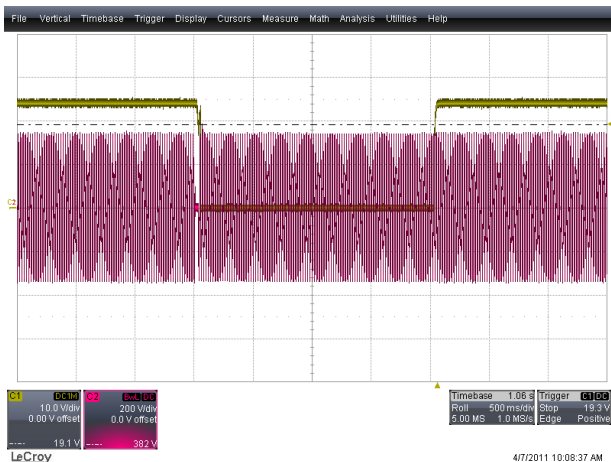 File Vertical Timebase Trigger Display Cursors Measure Math Analysis Utilities Help
C2
C1 DC1M
10.0 V/div
0.00 V offset
19.1 V
C2 BwL DC
200 V/div
0.0 V offset
382 V
Timebase 1.06 s
Roll 500 ms/div
5.00 MS 1.0 MS/s
Trigger C1 DC
Stop 19.3 V
Edge Positive
LeCroy
4/7/2011 10:08:37 AM